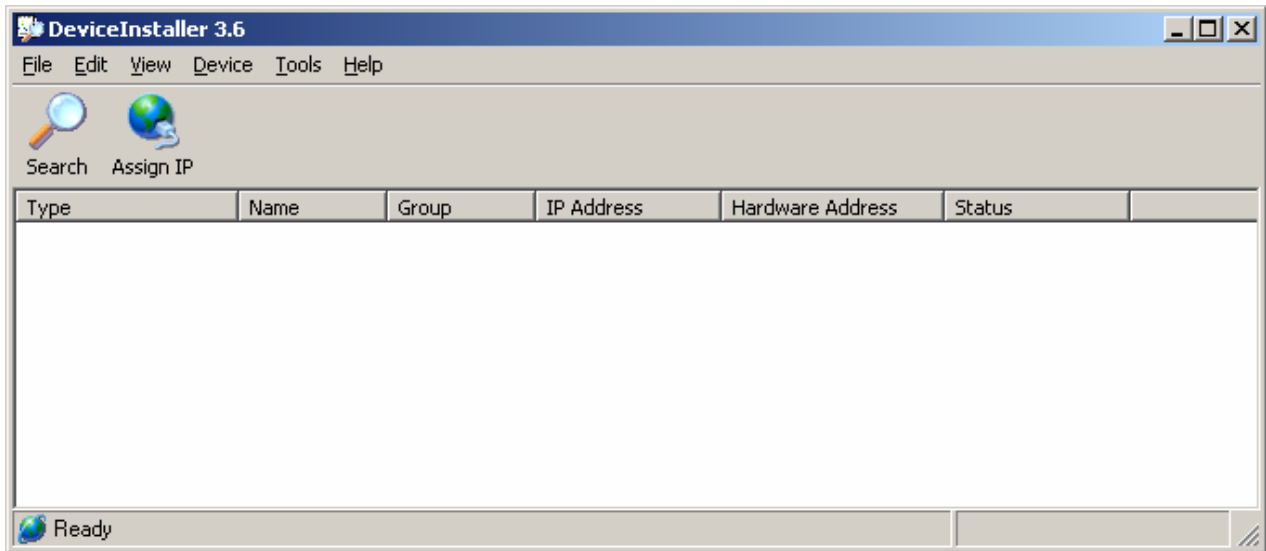 DeviceInstaller 3.6
File Edit View Device Tools Help
Search Assign IP
Type Name Group IP Address Hardware Address Status
Ready